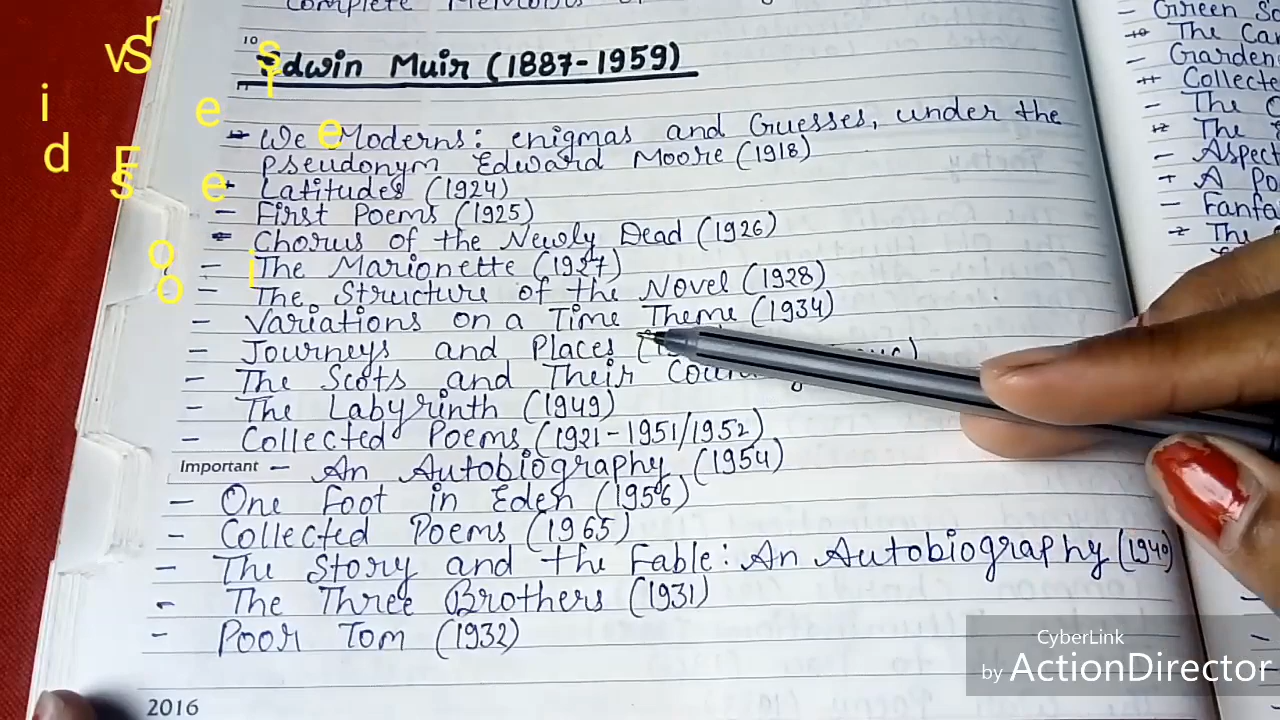 Complete Memoirs
10
Edwin Muir (1887-1959)
11
- We Moderns: enigmas and Guesses, under the
pseudonym Edward Moore (1918)
- Latitudes (1924)
- First Poems (1925)
- Chorus of the Newly Dead (1926)
- The Marionette (1927)
- The Structure of the Novel (1928)
- Variations on a Time Theme (1934)
- Journeys and Places
- The Scots and Their
- The Labyrinth (1949)
- Collected Poems (1921-1951/1952)
Important - An Autobiography (1954)
- One Foot in Eden (1956)
- Collected Poems (1965)
- The Story and the Fable: An Autobiography (1940)
- The Three Brothers (1931)
- Poor Tom (1932)
2016
- Green
The
- Garden
Collecte
- The
The
- Aspect
A
- Fanfa
The
CyberLink
by ActionDirector